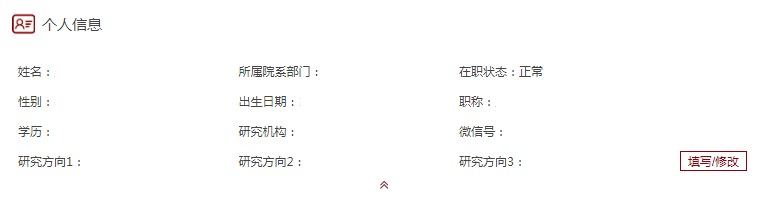 个人信息
姓名： 所属院系部门： 在职状态：正常
性别： 出生日期： 职称：
学历： 研究机构： 微信号：
研究方向1： 研究方向2： 研究方向3： 填写/修改